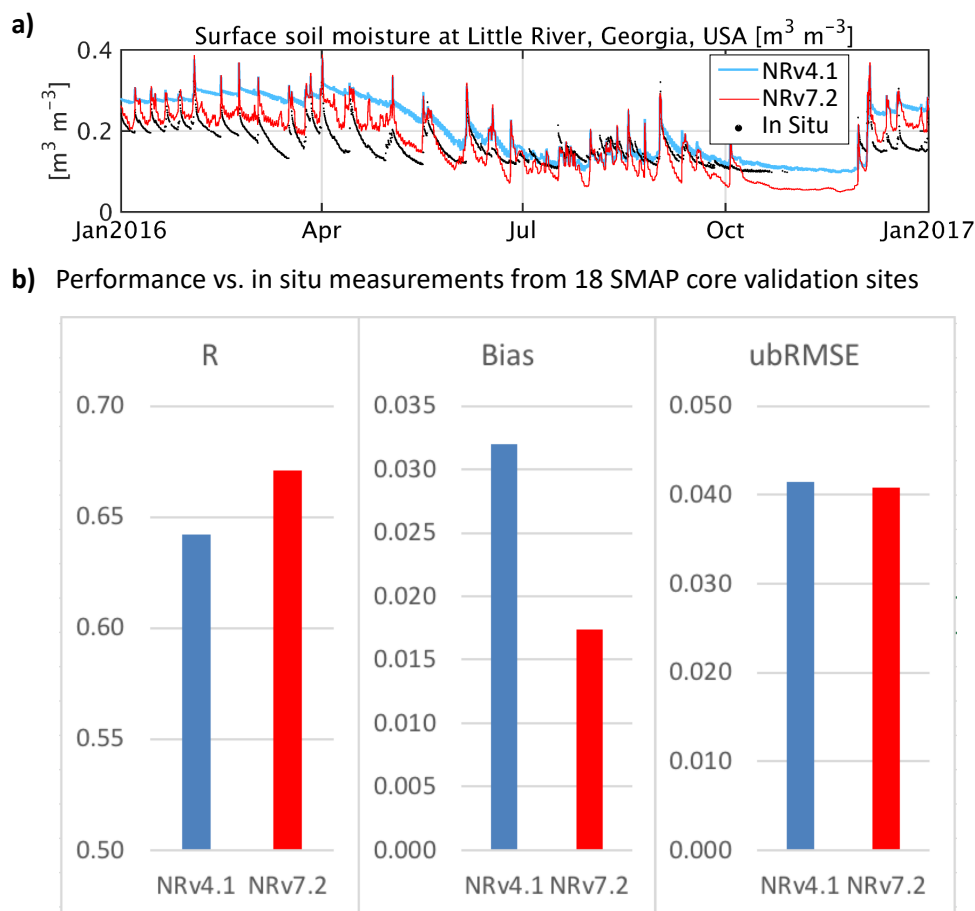 a)
Surface soil moisture at Little River, Georgia, USA [m³ m⁻³]
[m³ m⁻³]
0.4
0.2
0
NRv4.1
NRv7.2
In Situ
Jan2016 Apr Jul Oct Jan2017
b) Performance vs. in situ measurements from 18 SMAP core validation sites
R
0.70
0.65
0.60
0.55
0.50
NRv4.1 NRv7.2
Bias
0.035
0.030
0.025
0.020
0.015
0.010
0.005
0.000
NRv4.1 NRv7.2
ubRMSE
0.050
0.040
0.030
0.020
0.010
0.000
NRv4.1 NRv7.2